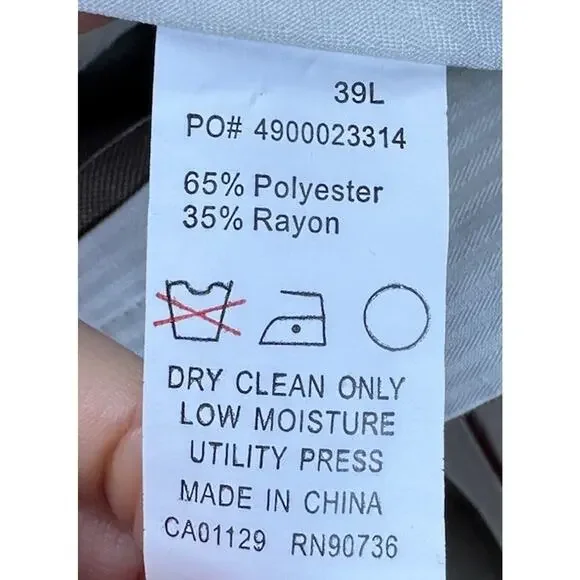 39L
PO# 4900023314
65% Polyester
35% Rayon
DRY CLEAN ONLY
LOW MOISTURE
UTILITY PRESS
MADE IN CHINA
CA01129 RN90736